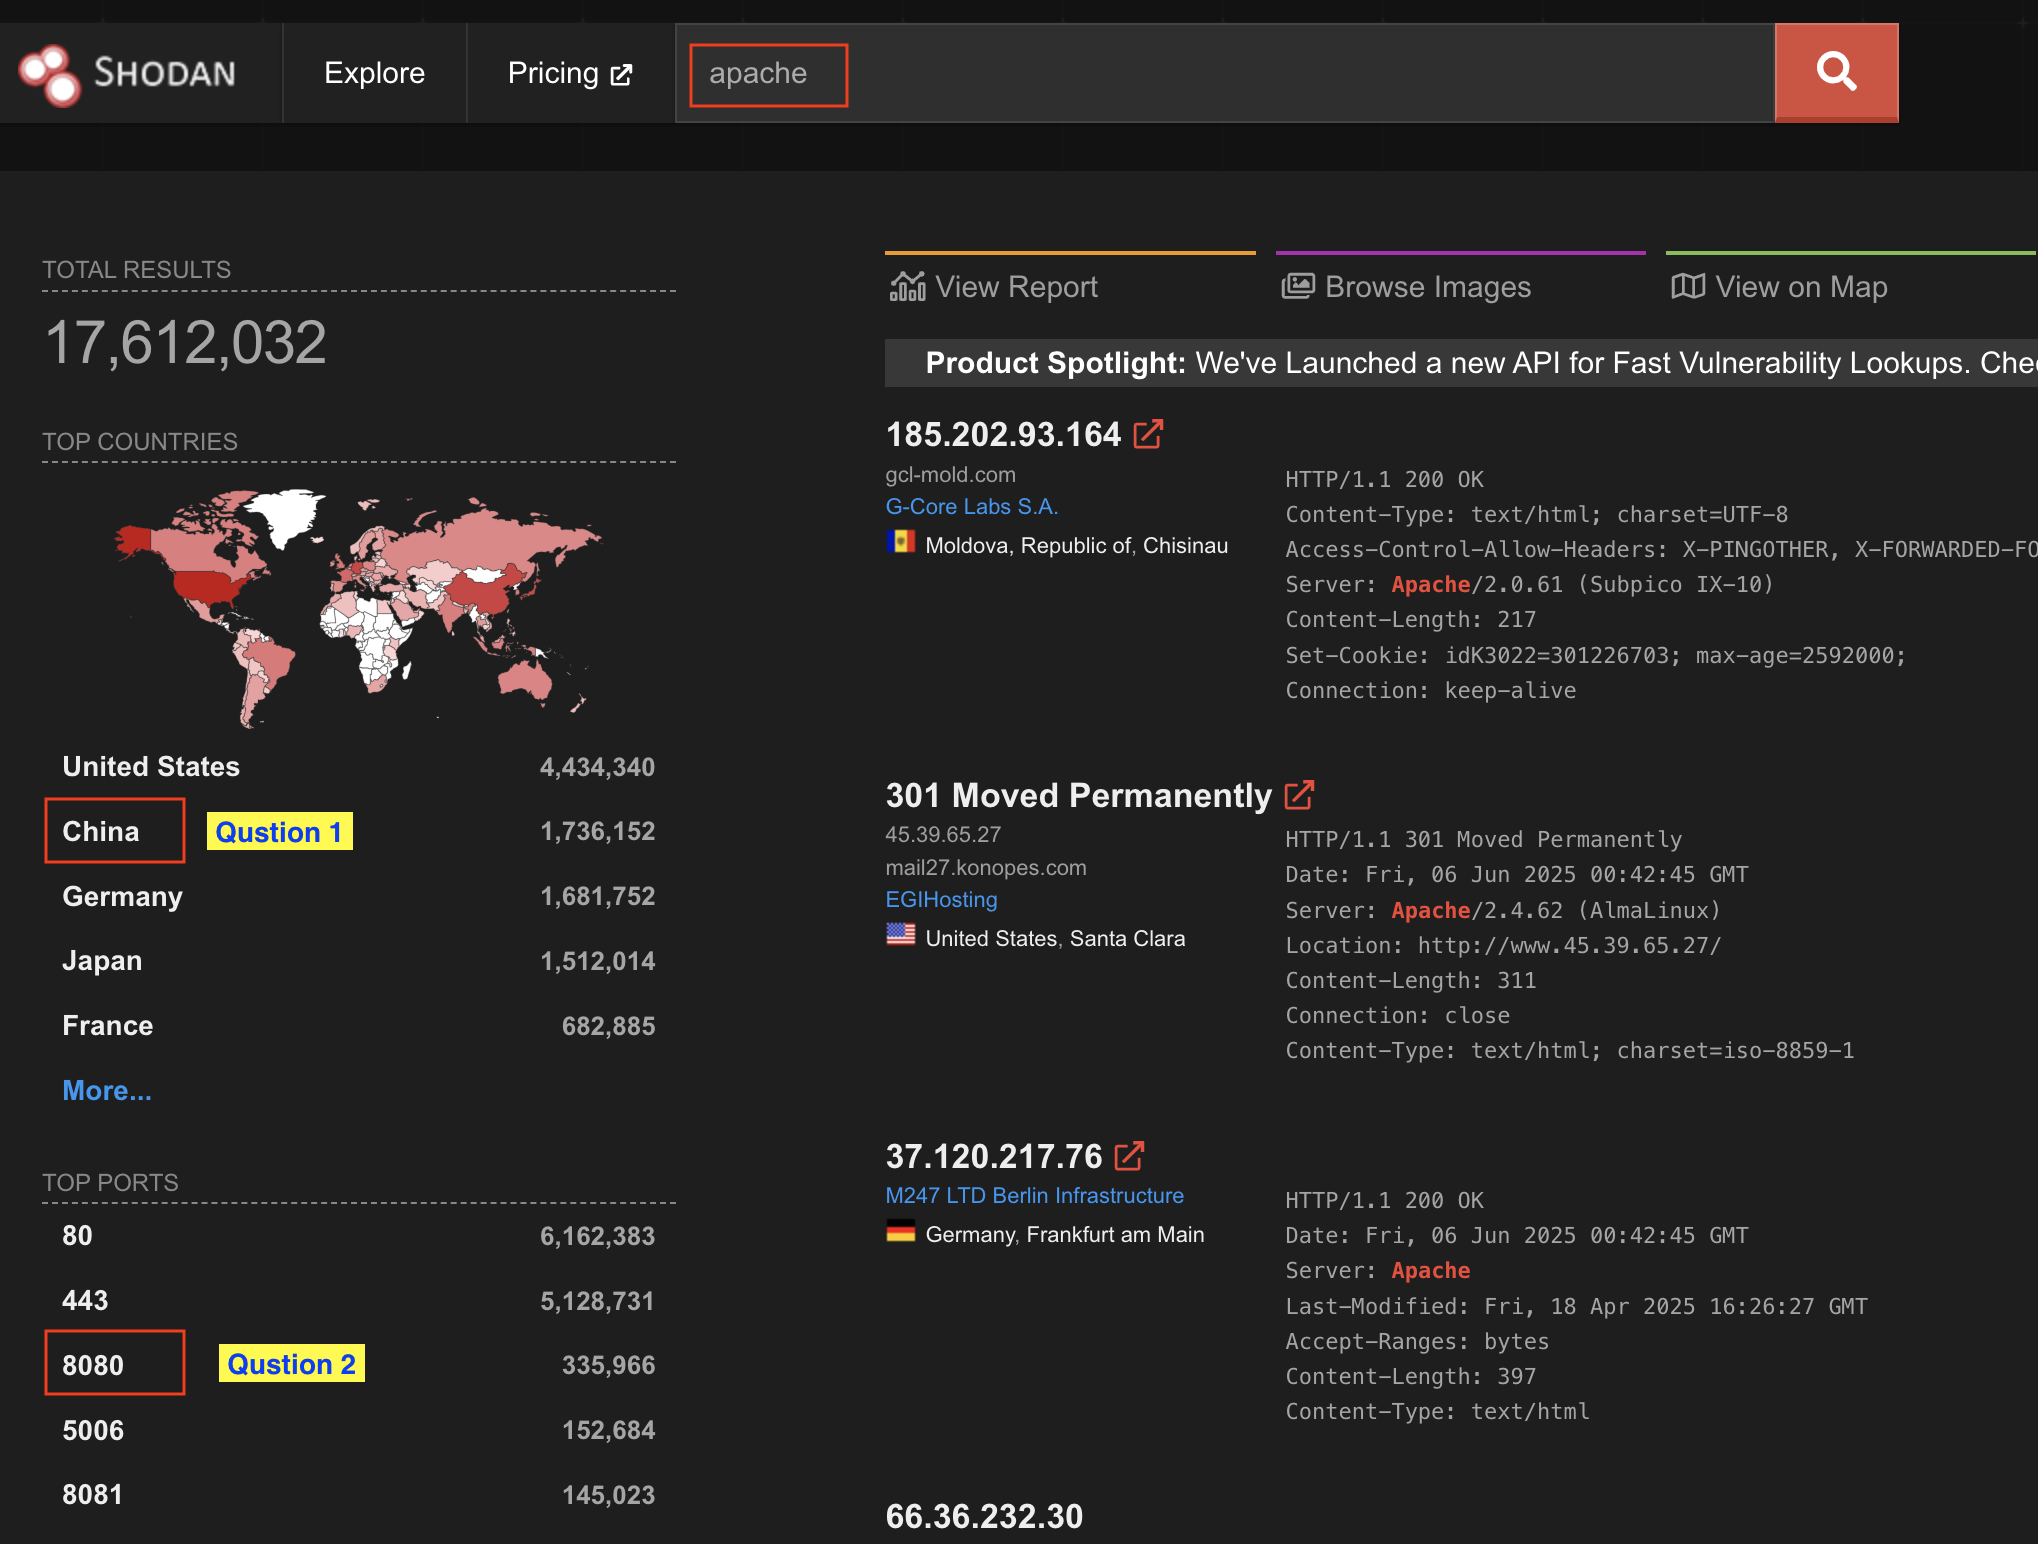 SHODAN
Explore
Pricing
apache
TOTAL RESULTS
17,612,032
TOP COUNTRIES
United States 4,434,340
China Qustion 1 1,736,152
Germany 1,681,752
Japan 1,512,014
France 682,885
More...
TOP PORTS
80 6,162,383
443 5,128,731
8080 Qustion 2 335,966
5006 152,684
8081 145,023
View Report
Browse Images
View on Map
Product Spotlight: We've Launched a new API for Fast Vulnerability Lookups. Che
185.202.93.164
gcl-mold.com
G-Core Labs S.A.
Moldova, Republic of, Chisinau
HTTP/1.1 200 OK
Content-Type: text/html; charset=UTF-8
Access-Control-Allow-Headers: X-PINGOTHER, X-FORWARDED-FO
Server: Apache/2.0.61 (Subpico IX-10)
Content-Length: 217
Set-Cookie: idK3022=301226703; max-age=2592000;
Connection: keep-alive
301 Moved Permanently
45.39.65.27
mail27.konopes.com
EGIHosting
United States, Santa Clara
HTTP/1.1 301 Moved Permanently
Date: Fri, 06 Jun 2025 00:42:45 GMT
Server: Apache/2.4.62 (AlmaLinux)
Location: http://www.45.39.65.27/
Content-Length: 311
Connection: close
Content-Type: text/html; charset=iso-8859-1
37.120.217.76
M247 LTD Berlin Infrastructure
Germany, Frankfurt am Main
HTTP/1.1 200 OK
Date: Fri, 06 Jun 2025 00:42:45 GMT
Server: Apache
Last-Modified: Fri, 18 Apr 2025 16:26:27 GMT
Accept-Ranges: bytes
Content-Length: 397
Content-Type: text/html
66.36.232.30